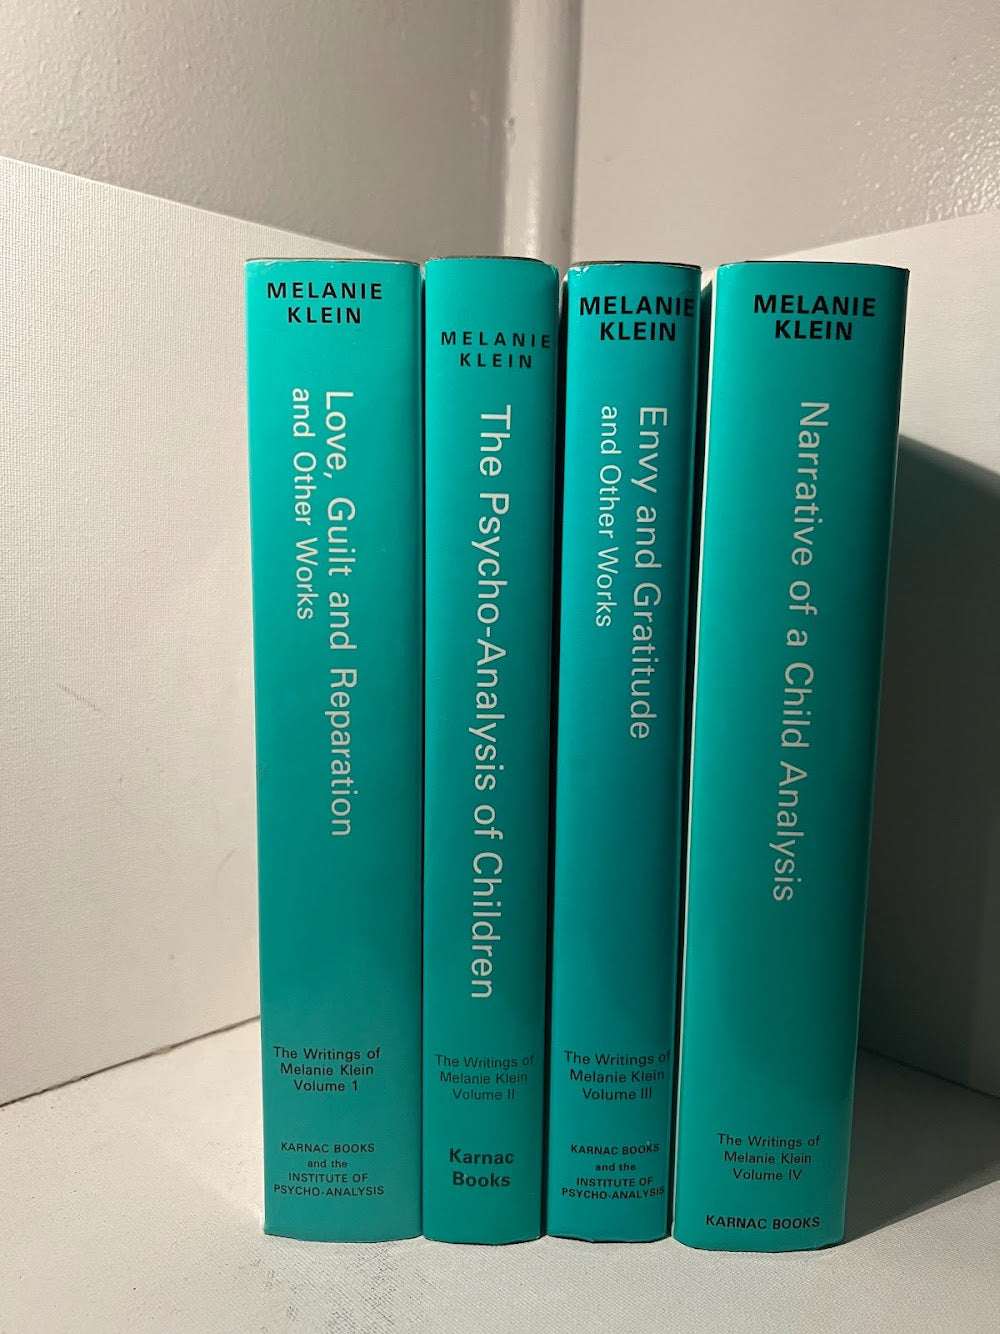 MELANIE
KLEIN
Love, Guilt and Reparation
and Other Works
The Writings of
Melanie Klein
Volume 1
KARNAC BOOKS
and the
INSTITUTE OF
PSYCHO-ANALYSIS
MELANIE
KLEIN
The Psycho-Analysis of Children
The Writings of
Melanie Klein
Volume II
Karnac
Books
MELANIE
KLEIN
Envy and Gratitude
and Other Works
The Writings of
Melanie Klein
Volume III
KARNAC BOOKS
and the
INSTITUTE OF
PSYCHO-ANALYSIS
MELANIE
KLEIN
Narrative of a Child Analysis
The Writings of
Melanie Klein
Volume IV
KARNAC BOOKS